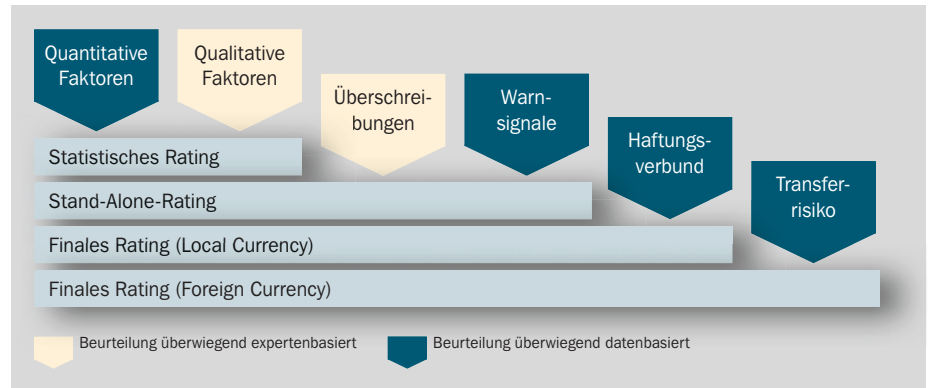 Quantitative
Faktoren
Qualitative
Faktoren
Überschrei-
bungen
Warn-
signale
Haftungs-
verbund
Transfer-
risiko
Statistisches Rating
Stand-Alone-Rating
Finales Rating (Local Currency)
Finales Rating (Foreign Currency)
Beurteilung überwiegend expertenbasiert
Beurteilung überwiegend datenbasiert